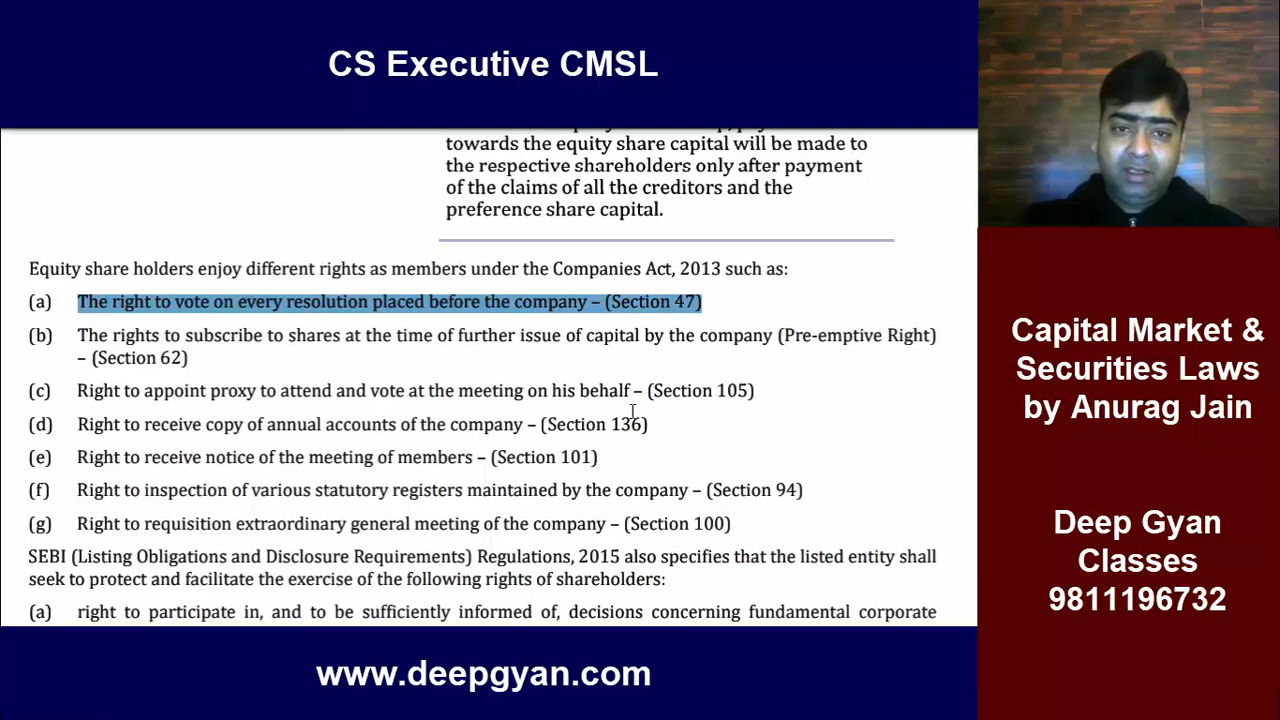 CS Executive CMSL
towards the equity share capital will be made to
the respective shareholders only after payment
of the claims of all the creditors and the
preference share capital.
Equity share holders enjoy different rights as members under the Companies Act, 2013 such as:
(a) The right to vote on every resolution placed before the company – (Section 47)
(b) The rights to subscribe to shares at the time of further issue of capital by the company (Pre-emptive Right)
– (Section 62)
(c) Right to appoint proxy to attend and vote at the meeting on his behalf – (Section 105)
(d) Right to receive copy of annual accounts of the company – (Section 136)
(e) Right to receive notice of the meeting of members – (Section 101)
(f) Right to inspection of various statutory registers maintained by the company – (Section 94)
(g) Right to requisition extraordinary general meeting of the company – (Section 100)
SEBI (Listing Obligations and Disclosure Requirements) Regulations, 2015 also specifies that the listed entity shall
seek to protect and facilitate the exercise of the following rights of shareholders:
(a) right to participate in, and to be sufficiently informed of, decisions concerning fundamental corporate
www.deepgyan.com
Capital Market &
Securities Laws
by Anurag Jain
Deep Gyan
Classes
9811196732